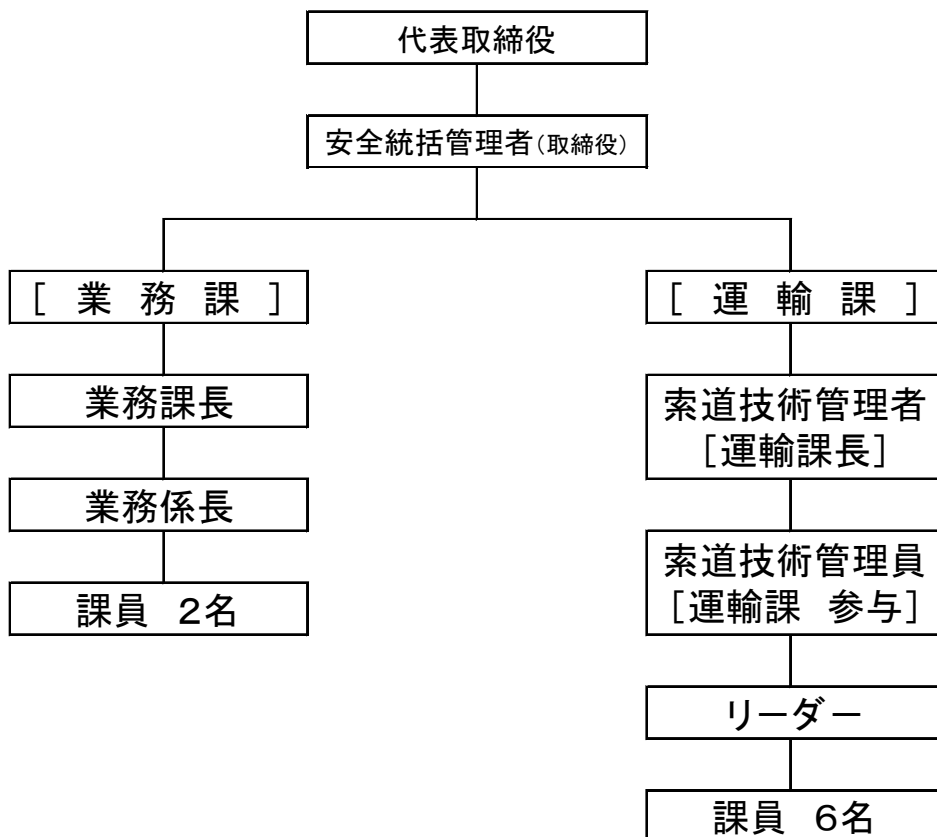 代表取締役
安全統括管理者(取締役)
[ 業 務 課 ]
業務課長
業務係長
課員 2名
[ 運 輸 課 ]
索道技術管理者
[運輸課長]
索道技術管理員
[運輸課 参与]
リーダー
課員 6名